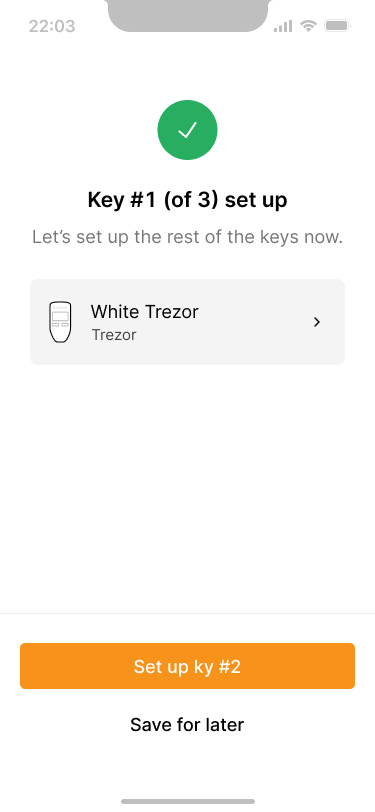 22:03
Key #1 (of 3) set up
Let's set up the rest of the keys now.
White Trezor
Trezor
Set up ky #2
Save for later